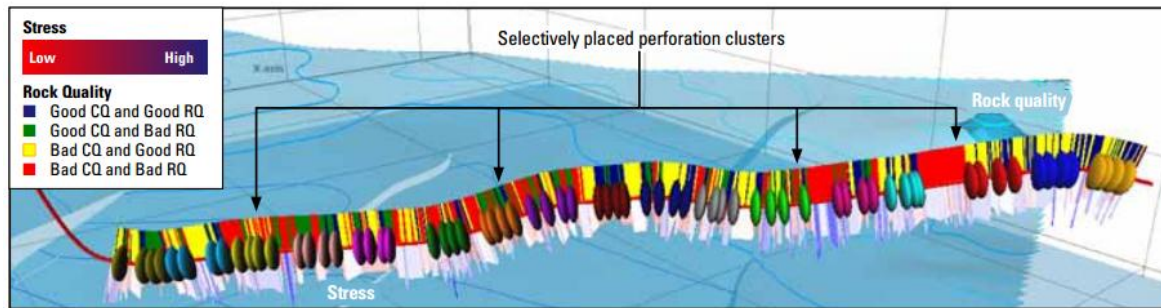 Stress
Low High
Rock Quality
Good CQ and Good RQ
Good CQ and Bad RQ
Bad CQ and Good RQ
Bad CQ and Bad RQ
Selectively placed perforation clusters
X-axis
Rock quality
Stress